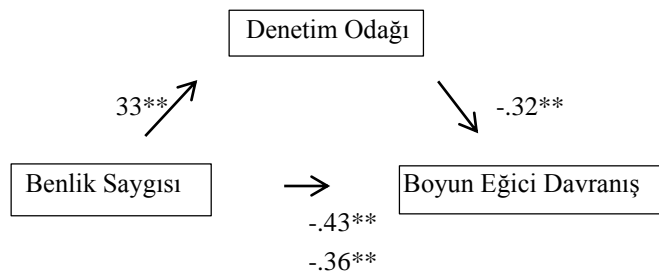 Denetim Odağı
33**
-.32**
Benlik Saygısı
Boyun Eğici Davranış
-.43**
-.36**